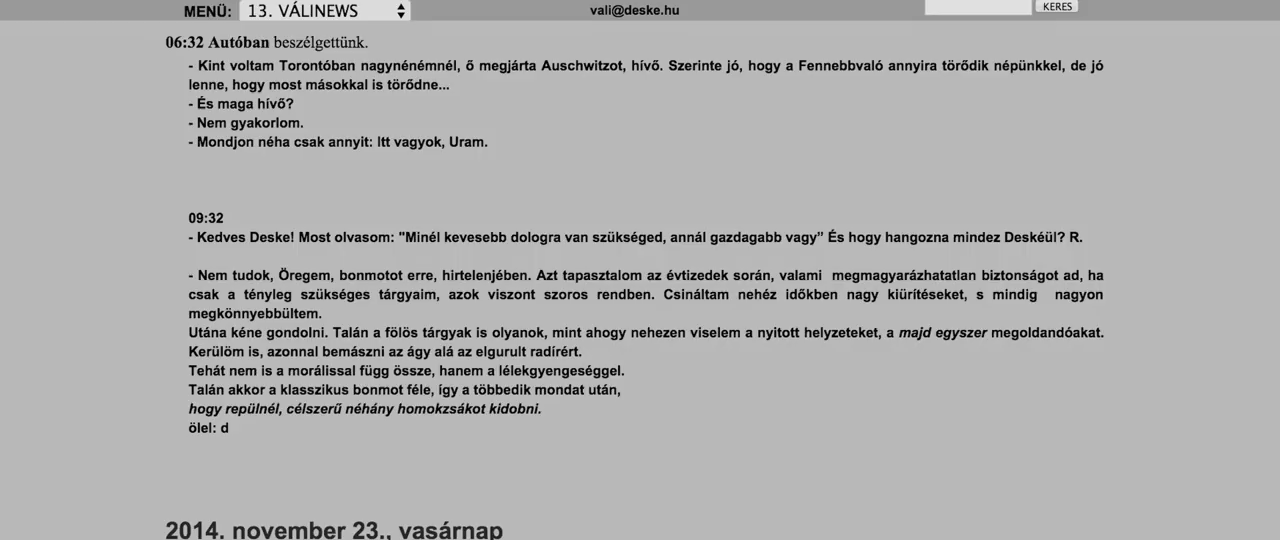 MENÜ: 13. VÁLINEWS vali@deske.hu KERES
06:32 Autóban beszélgettünk.
- Kint voltam Torontóban nagynénémnél, ő megjárta Auschwitzot, hívő. Szerinte jó, hogy a Fennebbvaló annyira törődik népünkkel, de jó
lenne, hogy most másokkal is törődne...
- És maga hívő?
- Nem gyakorlom.
- Mondjon néha csak annyit: Itt vagyok, Uram.
09:32
- Kedves Deske! Most olvasom: "Minél kevesebb dologra van szükséged, annál gazdagabb vagy” És hogy hangozna mindez Deskéül? R.
- Nem tudok, Öregem, bonmotot erre, hirtelenjében. Azt tapasztalom az évtizedek során, valami megmagyarázhatatlan biztonságot ad, ha
csak a tényleg szükséges tárgyaim, azok viszont szoros rendben. Csináltam nehéz időkben nagy kiürítéseket, s mindig nagyon
megkönnyebbültem.
Utána kéne gondolni. Talán a fölös tárgyak is olyanok, mint ahogy nehezen viselem a nyitott helyzeteket, a majd egyszer megoldandóakat.
Kerülöm is, azonnal bemászni az ágy alá az elgurult radírért.
Tehát nem is a morálissal függ össze, hanem a lélekgyengeséggel.
Talán akkor a klasszikus bonmot féle, így a többedik mondat után,
hogy repülnél, célszerű néhány homokzsákot kidobni.
ölel: d
2014. november 23., vasárnap